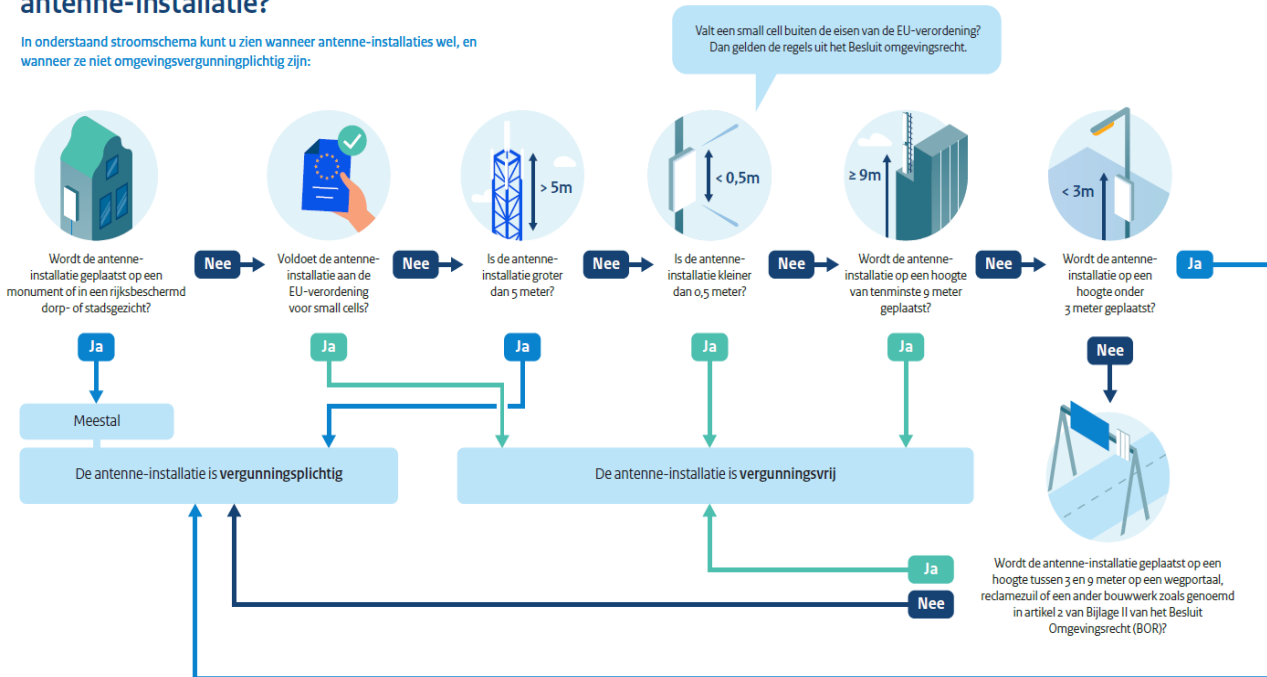 antenne-installatie?
In onderstaand stroomschema kunt u zien wanneer antenne-installaties wel, en
wanneer ze niet omgevingsvergunningplichtig zijn:
Valt een small cell buiten de eisen van de EU-verordening?
Dan gelden de regels uit het Besluit omgevingsrecht.
> 5m
< 0,5m
≥ 9m
< 3m
Wordt de antenne-
installatie geplaatst op een
monument of in een rijksbeschermd
dorp- of stadsgezicht?
Nee
Voldoet de antenne-
installatie aan de
EU-verordening
voor small cells?
Nee
Is de antenne-
installatie groter
dan 5 meter?
Nee
Is de antenne-
installatie kleiner
dan 0,5 meter?
Nee
Wordt de antenne-
installatie op een hoogte
van tenminste 9 meter
geplaatst?
Nee
Wordt de antenne-
installatie op een
hoogte onder
3 meter geplaatst?
Ja
Ja
Ja
Ja
Ja
Ja
Nee
Meestal
De antenne-installatie is vergunningsplichtig
De antenne-installatie is vergunningsvrij
Ja
Nee
Wordt de antenne-installatie geplaatst op een
hoogte tussen 3 en 9 meter op een wegportaal,
reclamezuil of een ander bouwwerk zoals genoemd
in artikel 2 van Bijlage II van het Besluit
Omgevingsrecht (BOR)?